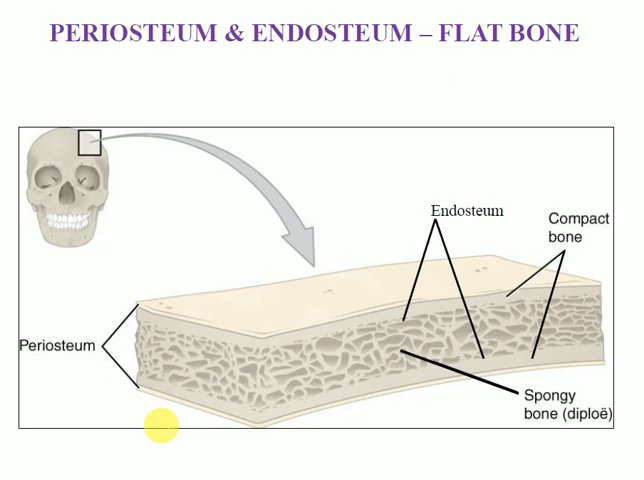 PERIOSTEUM & ENDOSTEUM – FLAT BONE
Endosteum
Compact
bone
Periosteum
Spongy
bone (diploë)